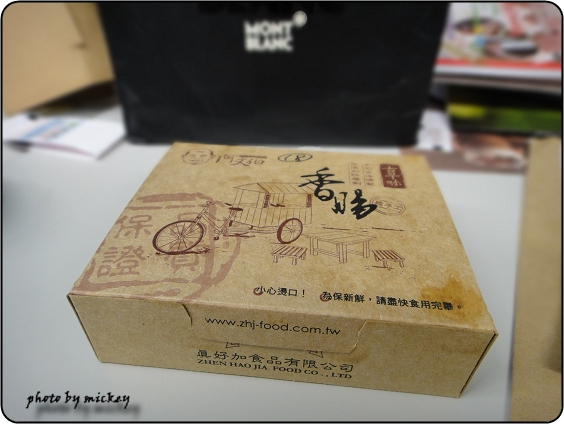 MONT
BLANC
香腸
保
證
小心燙口！ 為保新鮮，請盡快食用完畢。
www.zhj-food.com.tw
真好加食品有限公司
ZHEN HAO JIA FOOD CO., LTD
photo by mickey